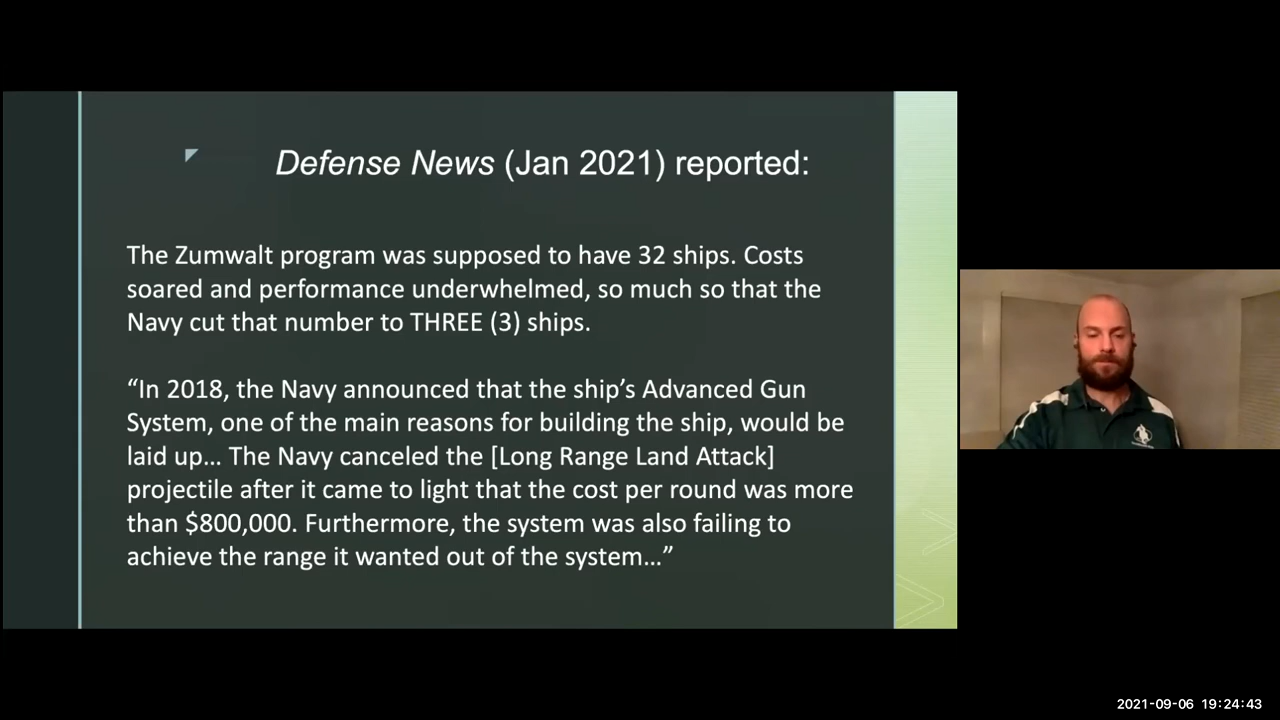 Defense News (Jan 2021) reported:
The Zumwalt program was supposed to have 32 ships. Costs
soared and performance underwhelmed, so much so that the
Navy cut that number to THREE (3) ships.
“In 2018, the Navy announced that the ship’s Advanced Gun
System, one of the main reasons for building the ship, would be
laid up… The Navy canceled the [Long Range Land Attack]
projectile after it came to light that the cost per round was more
than $800,000. Furthermore, the system was also failing to
achieve the range it wanted out of the system…”
2021-09-06 19:24:43